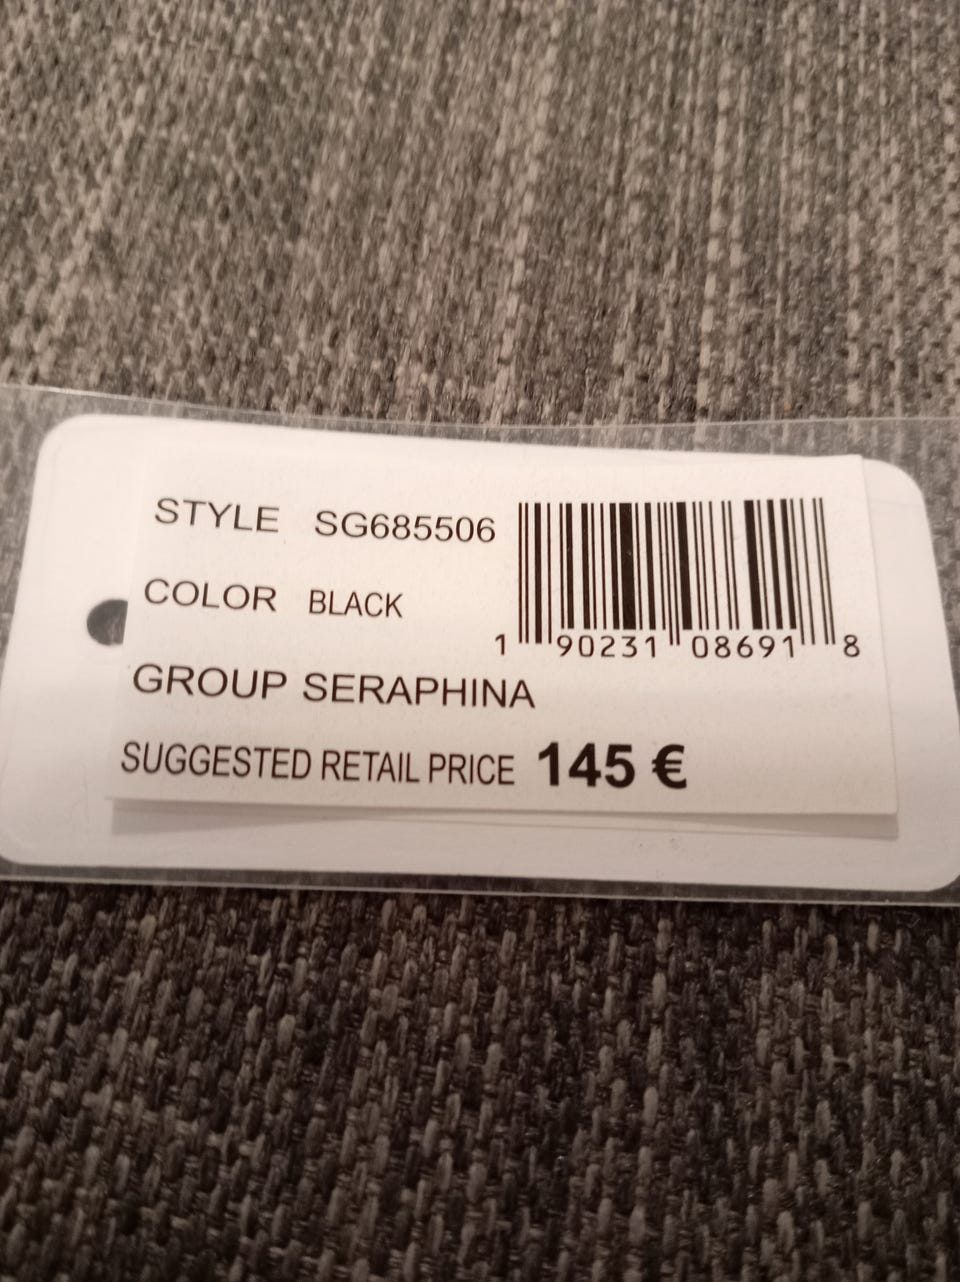 STYLE SG685506
COLOR BLACK
1 90231 08691 8
GROUP SERAPHINA
SUGGESTED RETAIL PRICE 145 €